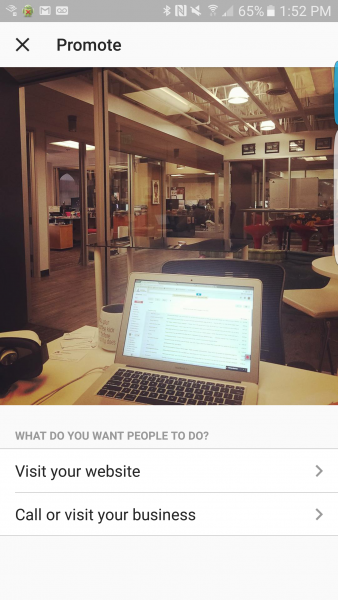 65% 1:52 PM
Promote
WHAT DO YOU WANT PEOPLE TO DO?
Visit your website
Call or visit your business